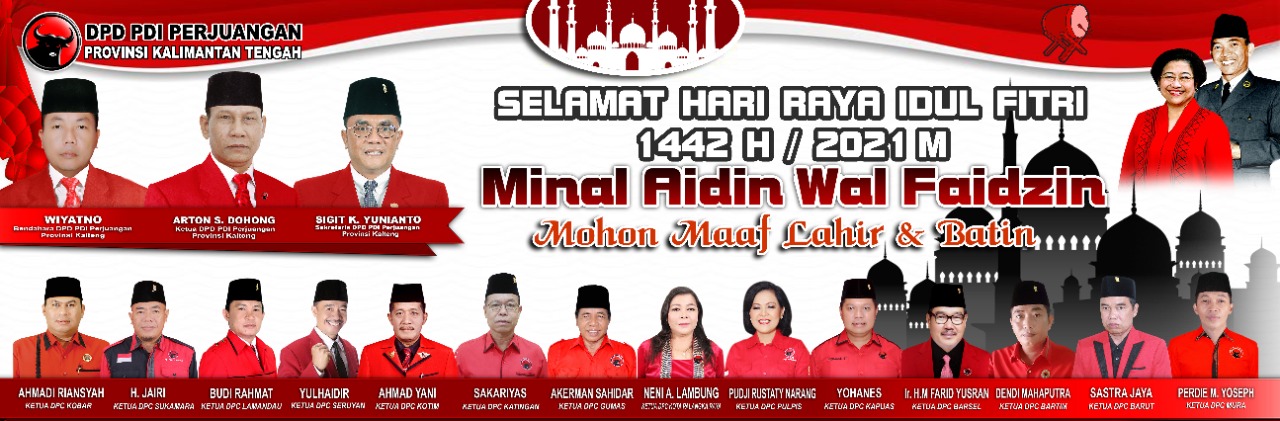 DPD PDI PERJUANGAN
PROVINSI KALIMANTAN TENGAH
SELAMAT HARI RAYA IDUL FITRI
1442 H / 2021 M
Minal Aidin Wal Faidzin
Mohon Maaf Lahir & Batin
WIYATNO
Bendahara DPD PDI Perjuangan
Provinsi Kalteng
ARTON S. DOHONG
Ketua DPD PDI Perjuangan
Provinsi Kalteng
SIGIT K. YUNIANTO
Sekretaris DPD PDI Perjuangan
Provinsi Kalteng
AHMADI RIANSYAH
KETUA DPC KOBAR
H. JAIRI
KETUA DPC SUKAMARA
BUDI RAHMAT
KETUA DPC LAMANDAU
YULHAIDIR
KETUA DPC SERUYAN
AHMAD YANI
KETUA DPC KOTIM
SAKARIYAS
KETUA DPC KATINGAN
AKERMAN SAHIDAR
KETUA DPC GUMAS
NENI A. LAMBUNG
KETUA DPC KOTA PALANGKA RAYA
PUDJI RUSTATY NARANG
KETUA DPC PULPIS
YOHANES
KETUA DPC KAPUAS
Ir. H.M FARID YUSRAN
KETUA DPC BARSEL
DENDI MAHAPUTRA
KETUA DPC BARTIM
SASTRA JAYA
KETUA DPC BARUT
PERDIE M. YOSEPH
KETUA DPC MURA